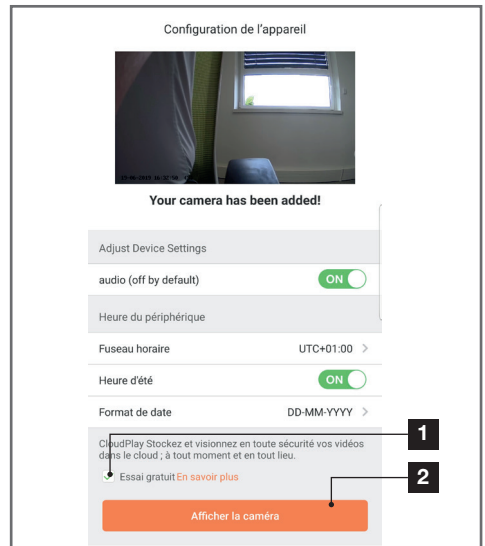 Configuration de l'appareil
Your camera has been added!
Adjust Device Settings
audio (off by default)
ON
Heure du périphérique
Fuseau horaire
UTC+01:00 >
Heure d'été
ON
Format de date
DD-MM-YYYY >
CloudPlay Stockez et visionnez en toute sécurité vos vidéos
dans le cloud ; à tout moment et en tout lieu.
1
Essai gratuit En savoir plus
2
Afficher la caméra